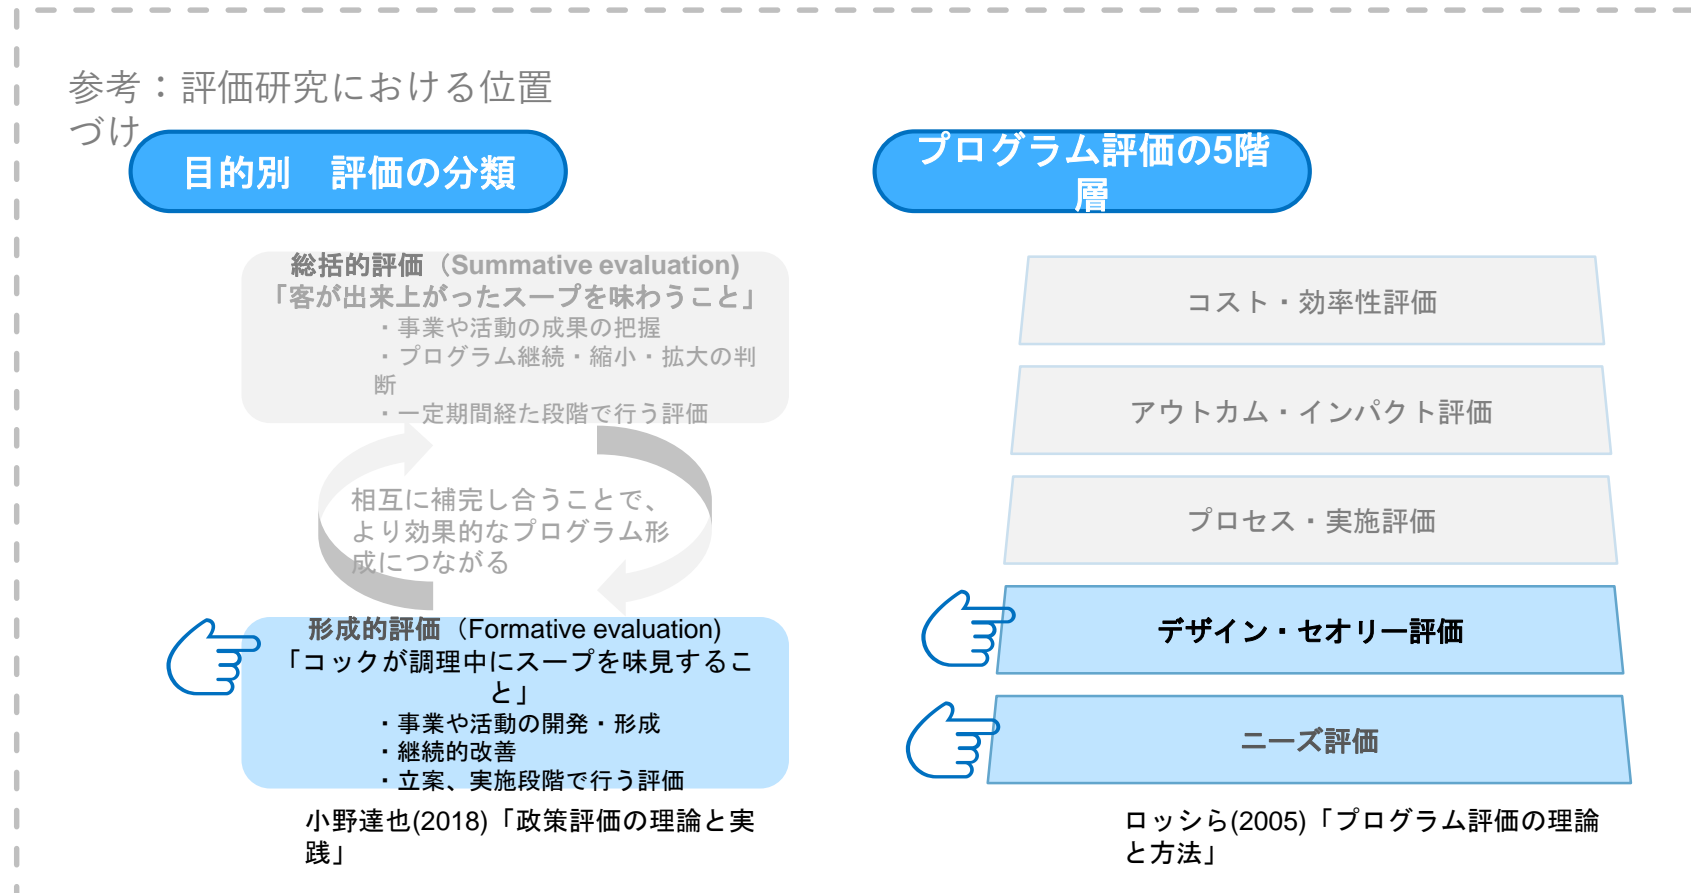 参考：評価研究における位置
づけ
目的別　評価の分類
総括的評価（Summative evaluation)
「客が出来上がったスープを味わうこと」
・事業や活動の成果の把握
・プログラム継続・縮小・拡大の判
断
・一定期間経た段階で行う評価
相互に補完し合うことで、
より効果的なプログラム形
成につながる
形成的評価（Formative evaluation)
「コックが調理中にスープを味見するこ
と」
・事業や活動の開発・形成
・継続的改善
・立案、実施段階で行う評価
小野達也(2018)「政策評価の理論と実
践」
プログラム評価の5階
層
コスト・効率性評価
アウトカム・インパクト評価
プロセス・実施評価
デザイン・セオリー評価
ニーズ評価
ロッシら(2005)「プログラム評価の理論
と方法」